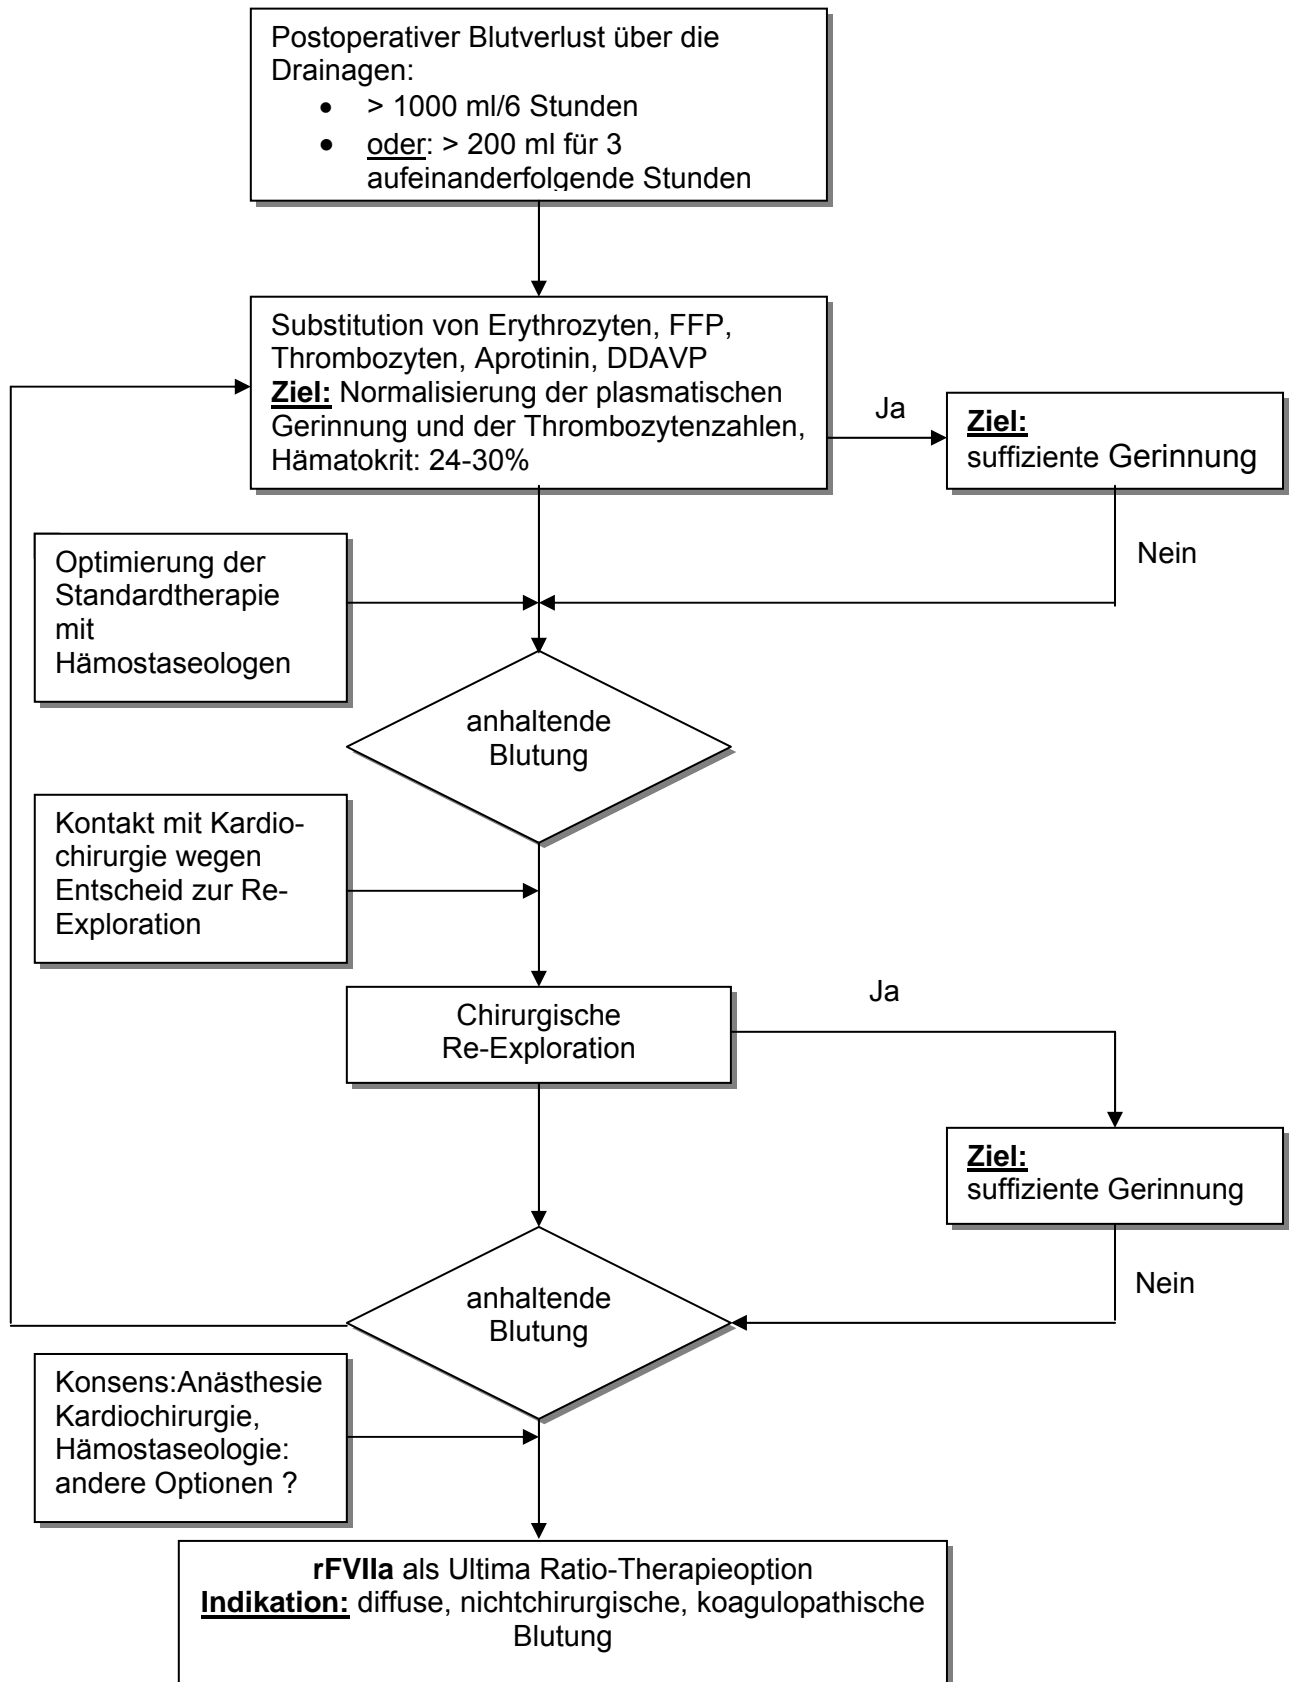 Postoperativer Blutverlust über die
Drainagen:
• > 1000 ml/6 Stunden
• oder: > 200 ml für 3
aufeinanderfolgende Stunden
Substitution von Erythrozyten, FFP,
Thrombozyten, Aprotinin, DDAVP
Ziel: Normalisierung der plasmatischen
Gerinnung und der Thrombozytenzahlen,
Hämatokrit: 24-30%
Ja
Ziel:
suffiziente Gerinnung
Nein
Optimierung der
Standardtherapie
mit
Hämostaseologen
anhaltende
Blutung
Kontakt mit Kardio-
chirurgie wegen
Entscheid zur Re-
Exploration
Chirurgische
Re-Exploration
Ja
Ziel:
suffiziente Gerinnung
Nein
anhaltende
Blutung
Konsens:Anästhesie
Kardiochirurgie,
Hämostaseologie:
andere Optionen ?
rFVIIa als Ultima Ratio-Therapieoption
Indikation: diffuse, nichtchirurgische, koagulopathische
Blutung